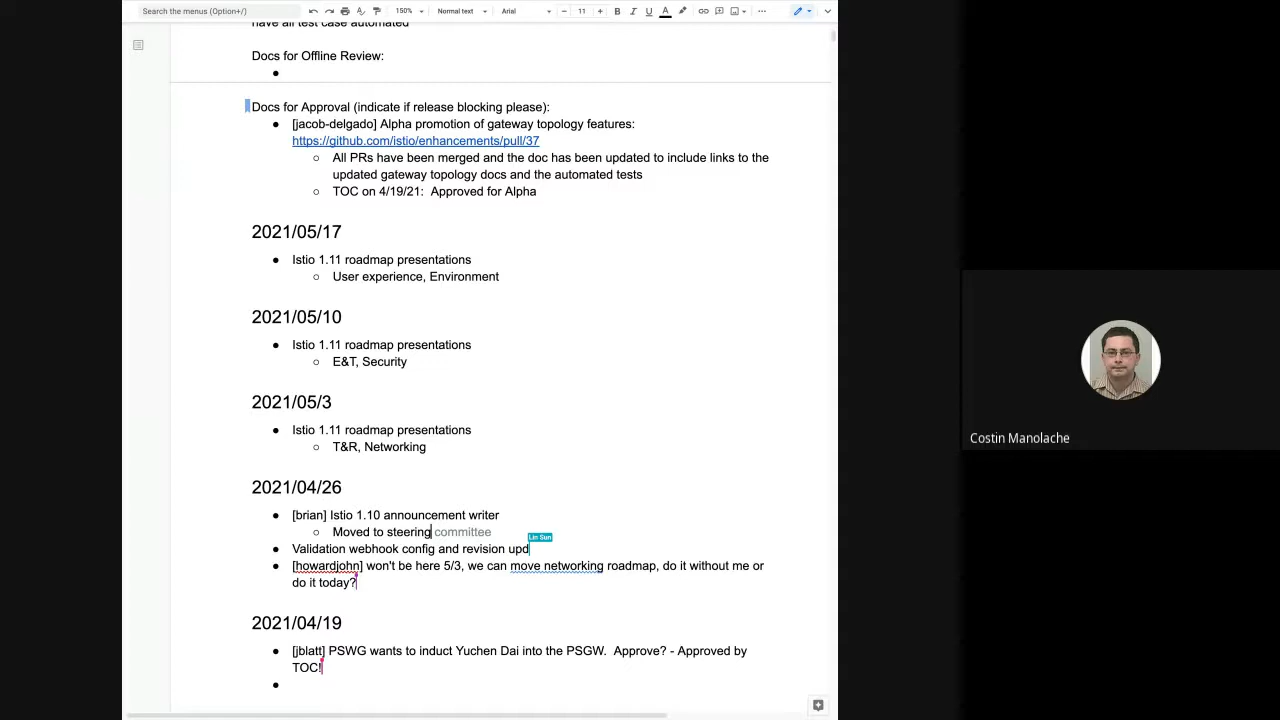 Search the menus (Option+/)
150%
Normal text
Arial
11
B
I
U
A
have all test case automated
Docs for Offline Review:
Docs for Approval (indicate if release blocking please):
[jacob-delgado] Alpha promotion of gateway topology features:
https://github.com/istio/enhancements/pull/37
All PRs have been merged and the doc has been updated to include links to the
updated gateway topology docs and the automated tests
TOC on 4/19/21: Approved for Alpha
2021/05/17
Istio 1.11 roadmap presentations
User experience, Environment
2021/05/10
Istio 1.11 roadmap presentations
E&T, Security
2021/05/3
Istio 1.11 roadmap presentations
T&R, Networking
2021/04/26
[brian] Istio 1.10 announcement writer
Moved to steering committee
Lin Sun
Validation webhook config and revision upd
[howardjohn] won't be here 5/3, we can move networking roadmap, do it without me or
do it today?
2021/04/19
[jblatt] PSWG wants to induct Yuchen Dai into the PSGW. Approve? - Approved by
TOC!
Costin Manolache